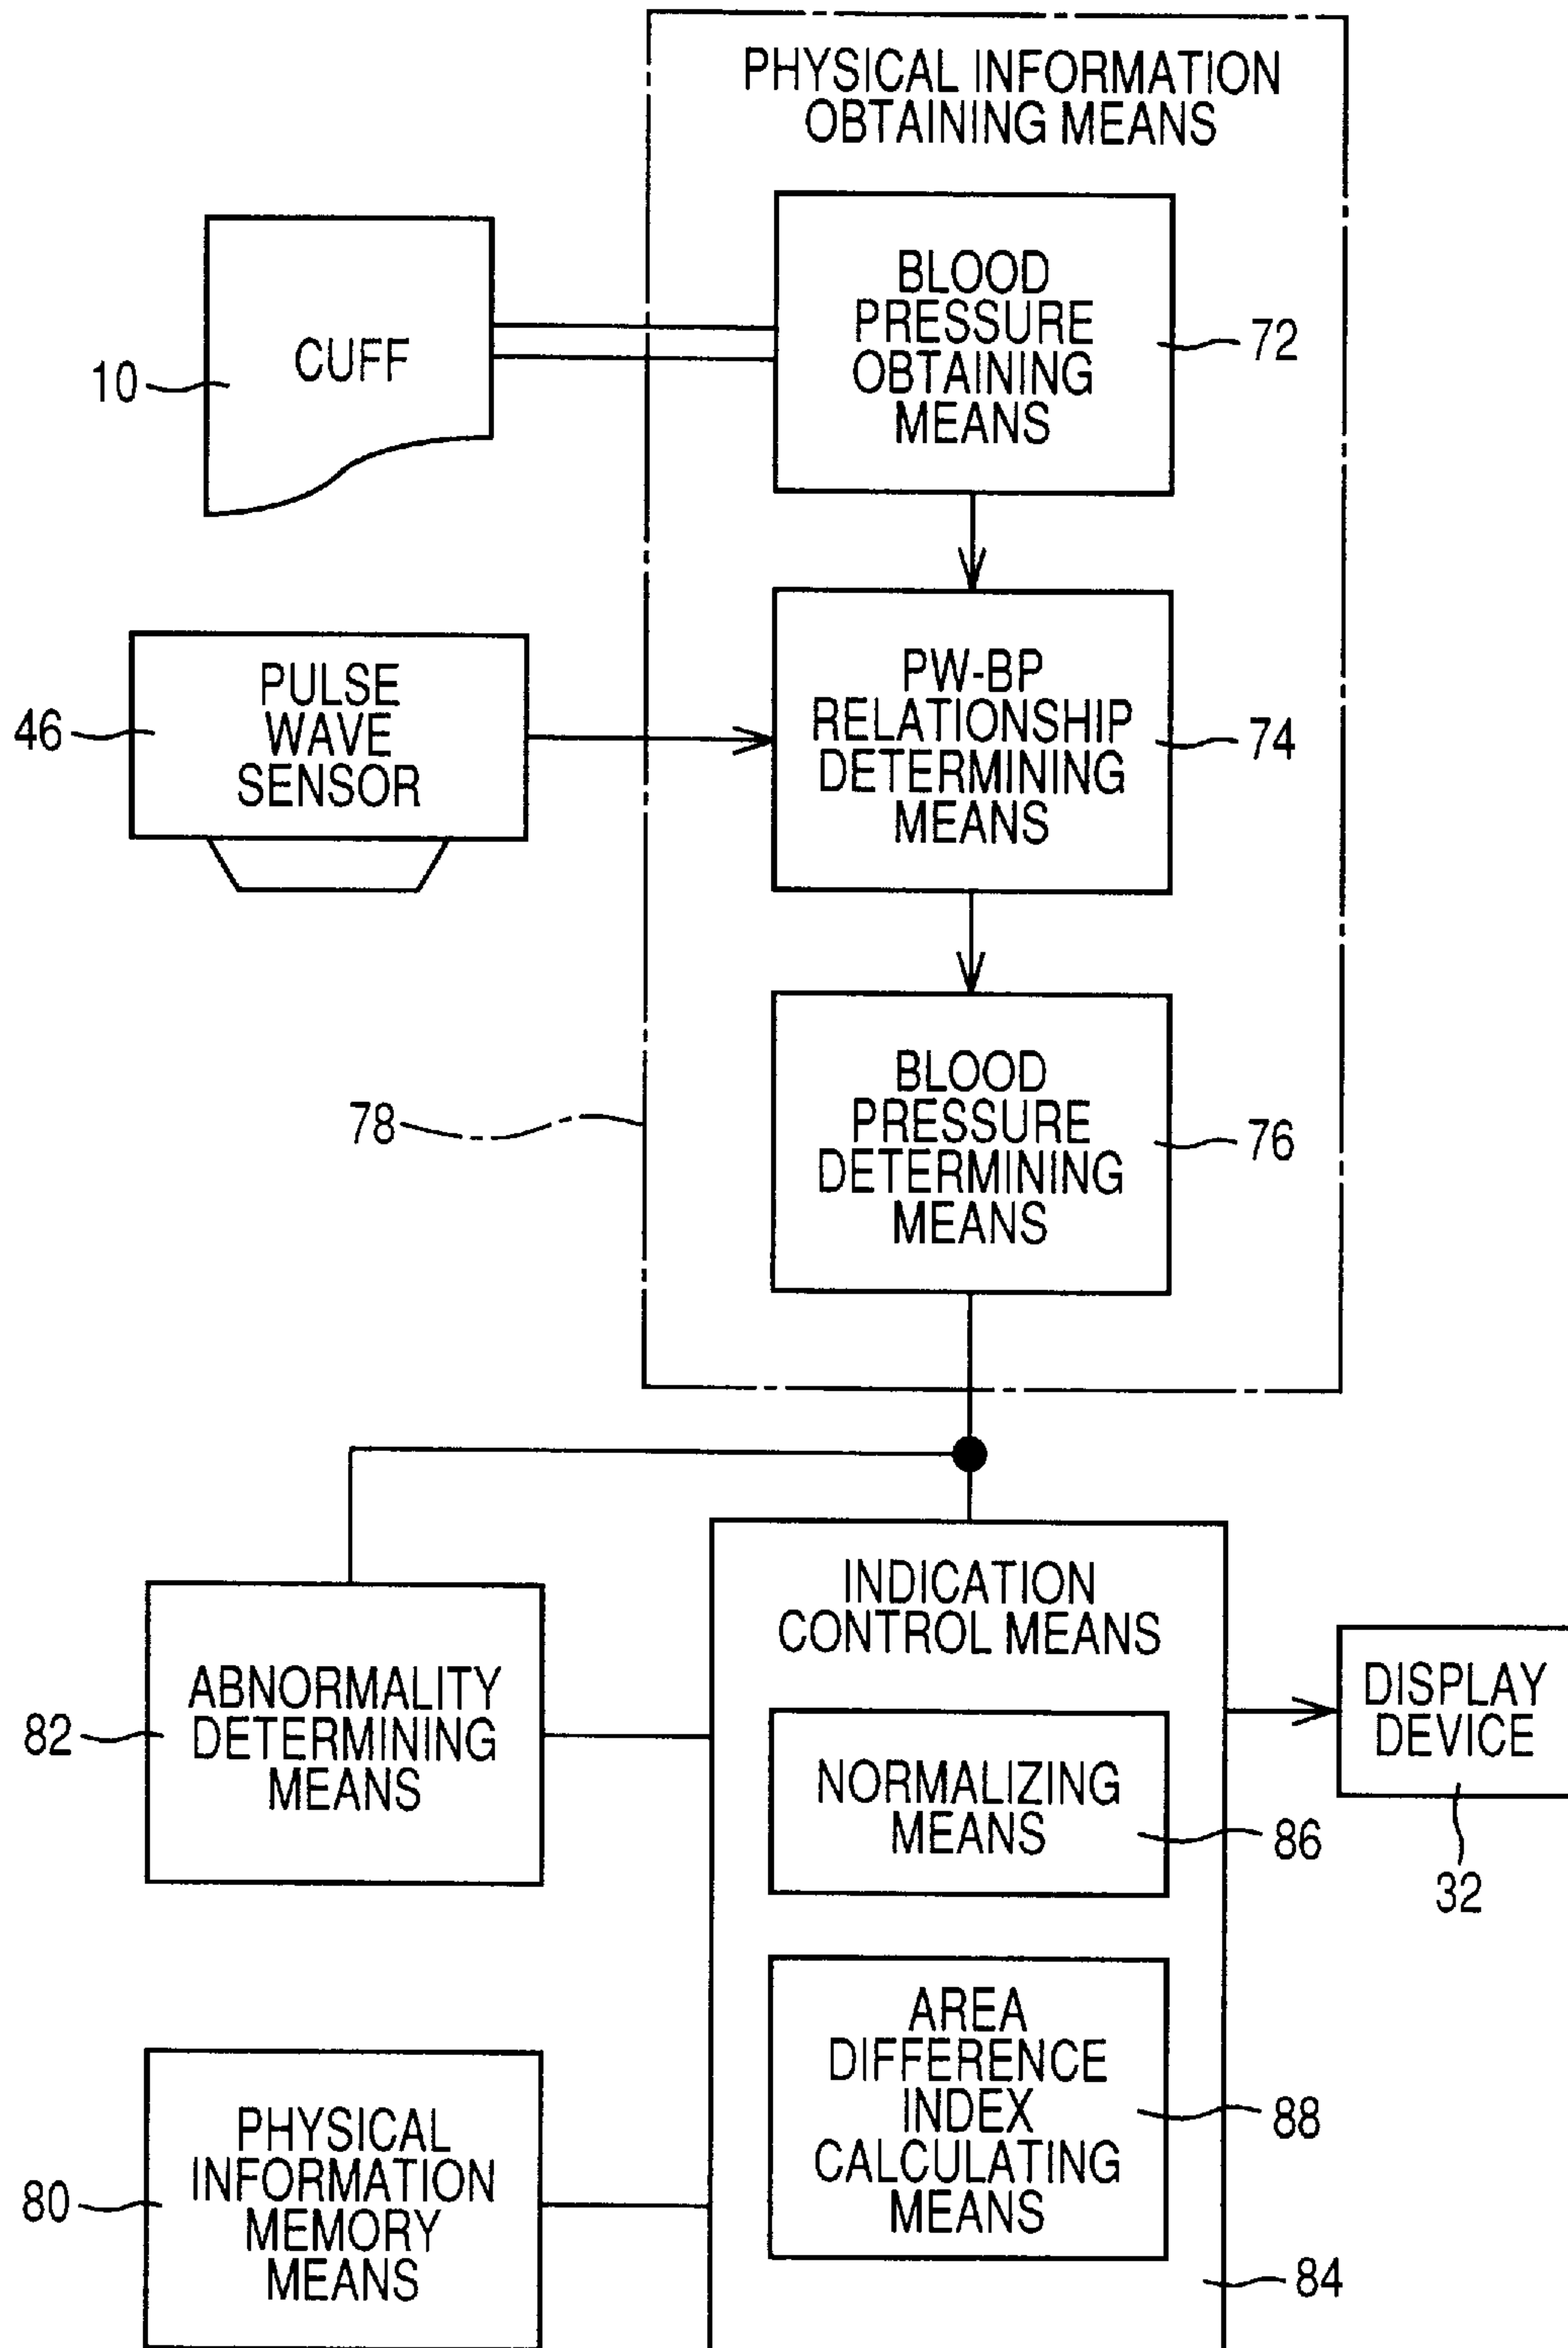 PHYSICAL INFORMATION
OBTAINING MEANS
CUFF
10
BLOOD
PRESSURE
OBTAINING
MEANS
72
PULSE
WAVE
SENSOR
46
PW-BP
RELATIONSHIP
DETERMINING
MEANS
74
BLOOD
PRESSURE
DETERMINING
MEANS
76
78
INDICATION
CONTROL MEANS
ABNORMALITY
DETERMINING
MEANS
82
NORMALIZING
MEANS
86
DISPLAY
DEVICE
32
AREA
DIFFERENCE
INDEX
CALCULATING
MEANS
88
PHYSICAL
INFORMATION
MEMORY
MEANS
80
84